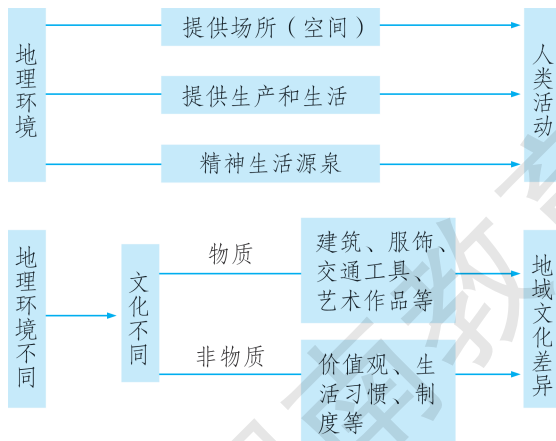 地理环境
提供场所（空间）
提供生产和生活
精神生活源泉
人类活动
地理环境不同
文化不同
物质
建筑、服饰、
交通工具、
艺术作品等
非物质
价值观、生
活习惯、制
度等
地域文化差异